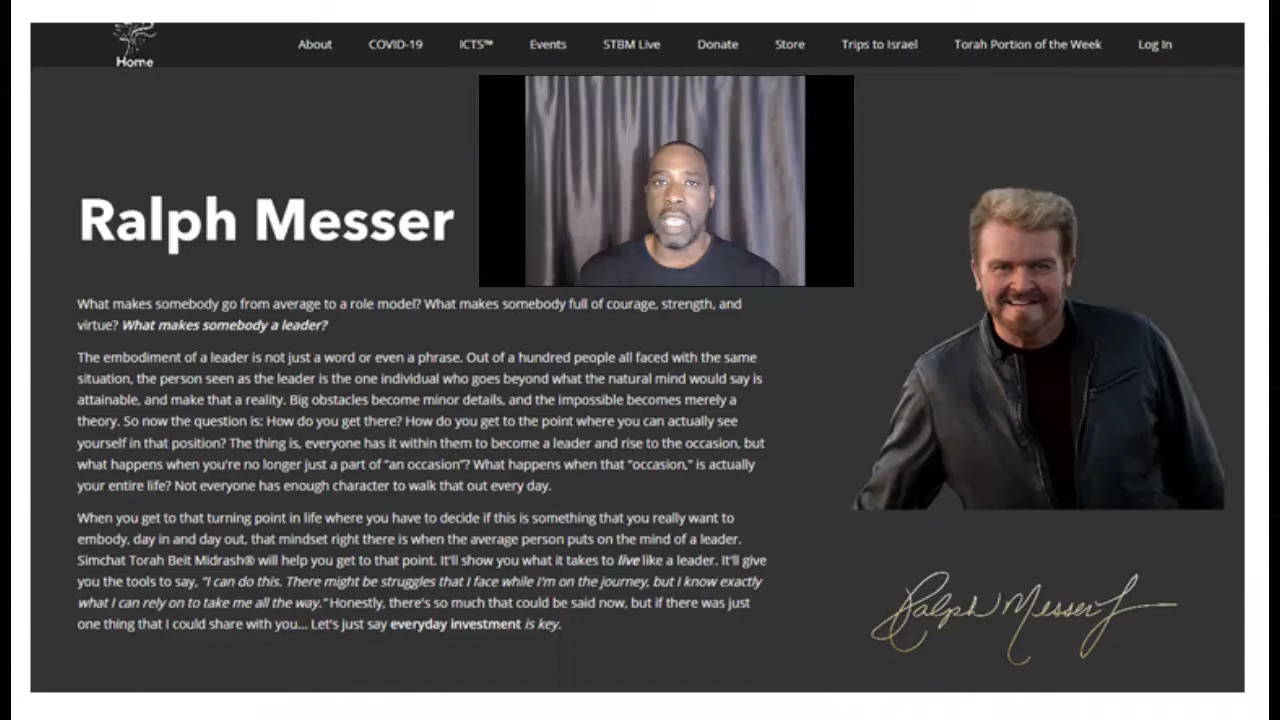 About COVID-19 ICTS™ Events STBM Live Donate Store Trips to Israel Torah Portion of the Week Log In
Home
Ralph Messer
What makes somebody go from average to a role model? What makes somebody full of courage, strength, and
virtue? What makes somebody a leader?
The embodiment of a leader is not just a word or even a phrase. Out of a hundred people all faced with the same
situation, the person seen as the leader is the one individual who goes beyond what the natural mind would say is
attainable, and make that a reality. Big obstacles become minor details, and the impossible becomes merely a
theory. So now the question is: How do you get there? How do you get to the point where you can actually see
yourself in that position? The thing is, everyone has it within them to become a leader and rise to the occasion, but
what happens when you're no longer just a part of “an occasion”? What happens when that “occasion,” is actually
your entire life? Not everyone has enough character to walk that out every day.
When you get to that turning point in life where you have to decide if this is something that you really want to
embody, day in and day out, that mindset right there is when the average person puts on the mind of a leader.
Simchat Torah Beit Midrash® will help you get to that point. It'll show you what it takes to live like a leader. It'll give
you the tools to say, “I can do this. There might be struggles that I face while I'm on the journey, but I know exactly
what I can rely on to take me all the way.” Honestly, there's so much that could be said now, but if there was just
one thing that I could share with you... Let's just say everyday investment is key.
Ralph Messer